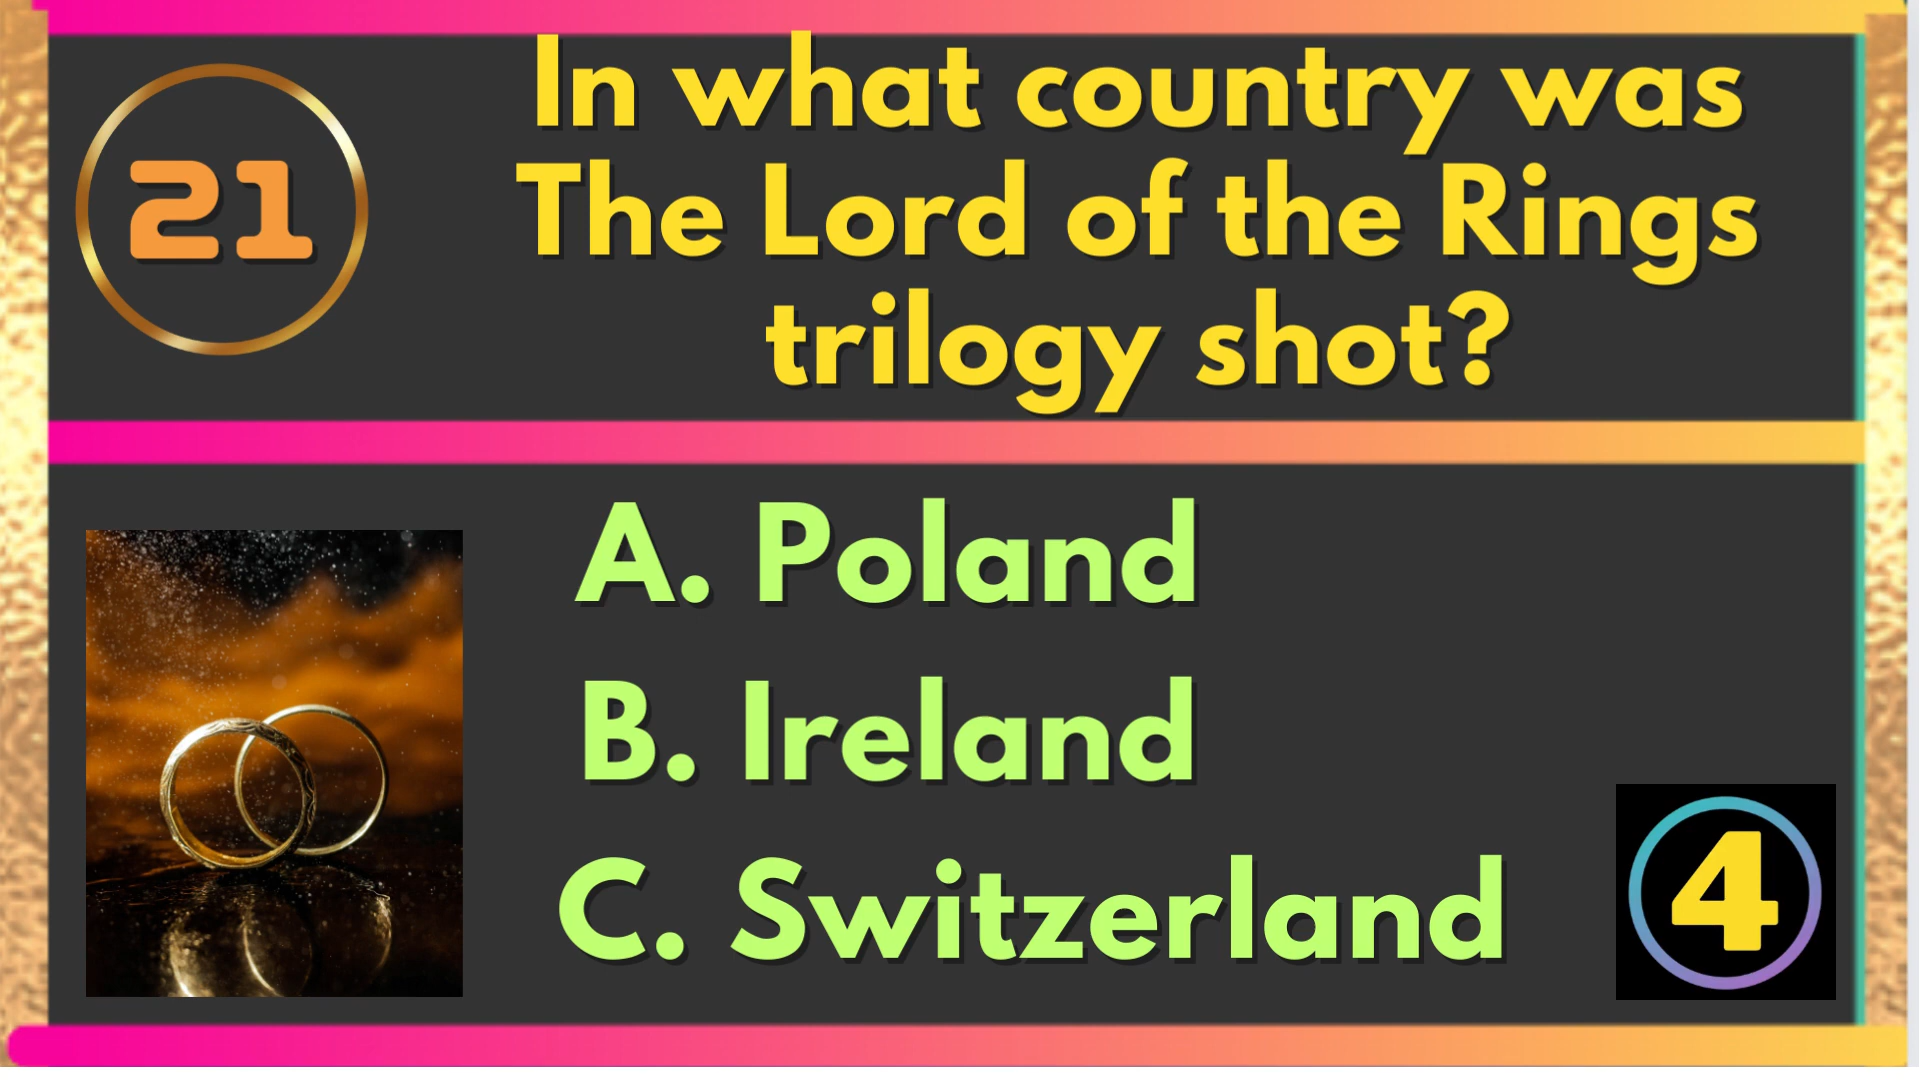 21
In what country was
The Lord of the Rings
trilogy shot?
A. Poland
B. Ireland
C. Switzerland
4